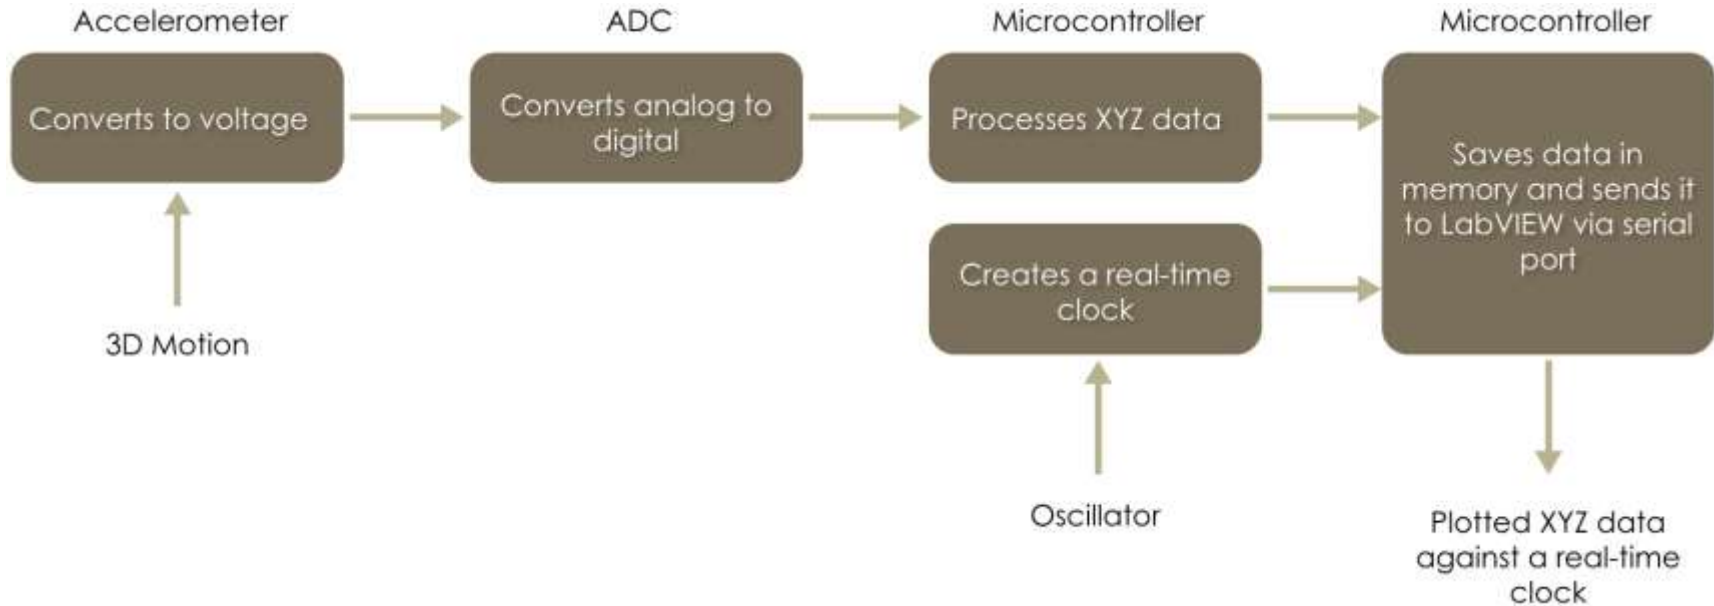 Accelerometer
ADC
Microcontroller
Microcontroller
Converts to voltage
Converts analog to
digital
Processes XYZ data
Saves data in
memory and sends it
to LabVIEW via serial
port
Creates a real-time
clock
3D Motion
Oscillator
Plotted XYZ data
against a real-time
clock